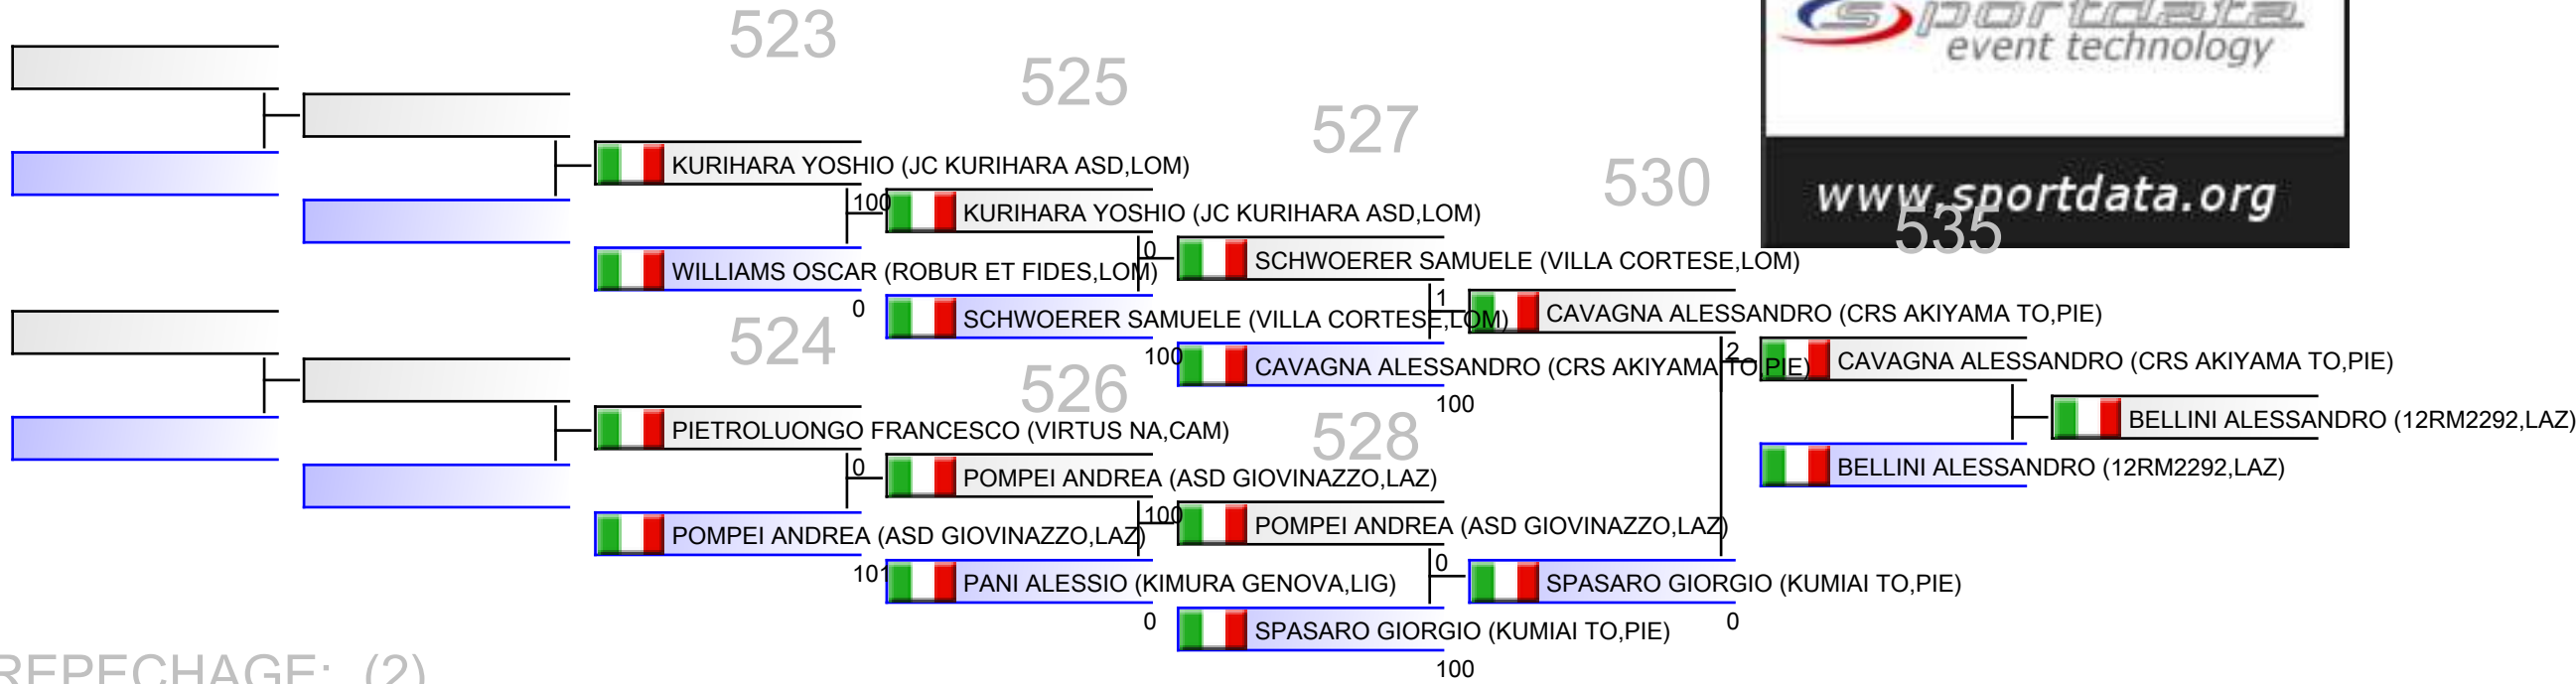 523
sportdata
event technology
525
527
KURIHARA YOSHIO (JC KURIHARA ASD,LOM)
530
www.sportdata.org
100
KURIHARA YOSHIO (JC KURIHARA ASD,LOM)
535
0
SCHWOERER SAMUELE (VILLA CORTESE,LOM)
WILLIAMS OSCAR (ROBUR ET FIDES,LOM)
0
1
CAVAGNA ALESSANDRO (CRS AKIYAMA TO,PIE)
SCHWOERER SAMUELE (VILLA CORTESE,LOM)
524
100
2
CAVAGNA ALESSANDRO (CRS AKIYAMA TO,PIE)
CAVAGNA ALESSANDRO (CRS AKIYAMA TO,PIE)
526
100
BELLINI ALESSANDRO (12RM2292,LAZ)
PIETROLUONGO FRANCESCO (VIRTUS NA,CAM)
528
0
POMPEI ANDREA (ASD GIOVINAZZO,LAZ)
BELLINI ALESSANDRO (12RM2292,LAZ)
100
POMPEI ANDREA (ASD GIOVINAZZO,LAZ)
POMPEI ANDREA (ASD GIOVINAZZO,LAZ)
101
0
PANI ALESSIO (KIMURA GENOVA,LIG)
SPASARO GIORGIO (KUMIAI TO,PIE)
0
0
SPASARO GIORGIO (KUMIAI TO,PIE)
100
REPECHAGE: (2)